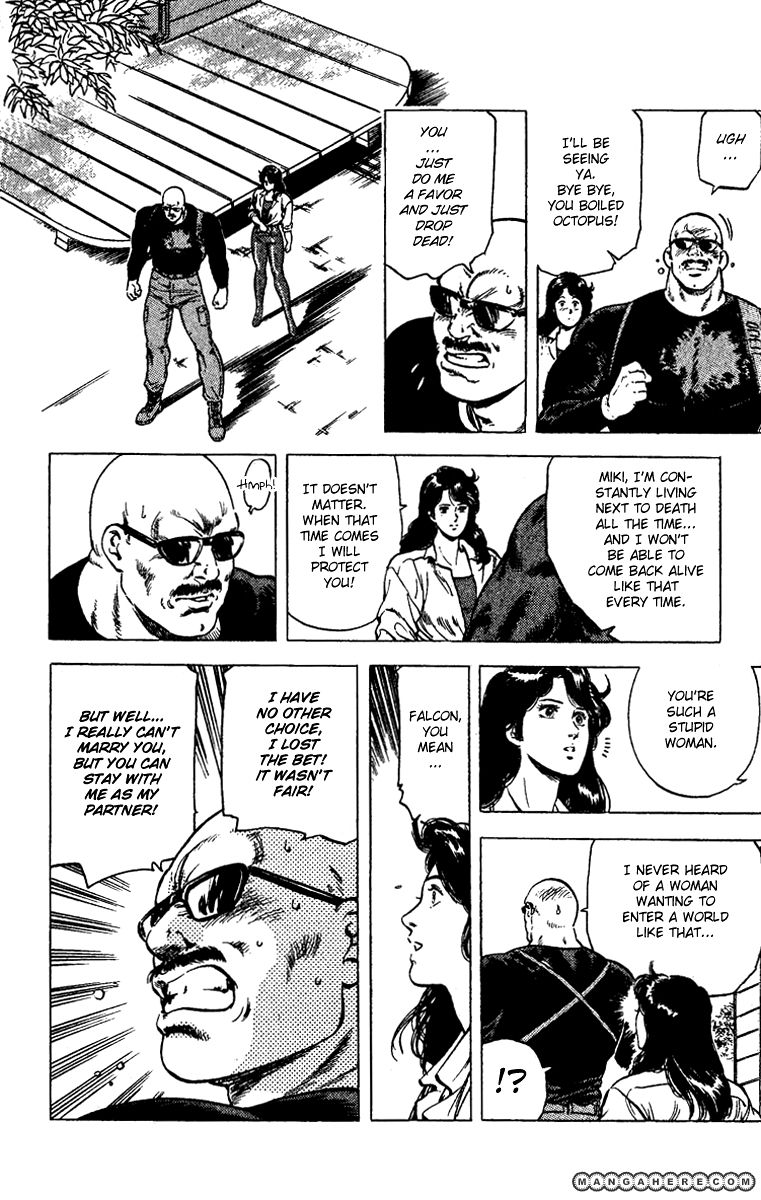 UGH
...
I'LL BE
SEEING
YA.
BYE BYE,
YOU BOILED
OCTOPUS!
YOU
...
JUST
DO ME
A FAVOR
AND JUST
DROP
DEAD!
MIKI, I'M CON-
STANTLY LIVING
NEXT TO DEATH
ALL THE TIME...
AND I WON'T
BE ABLE TO
COME BACK ALIVE
LIKE THAT
EVERY TIME.
IT DOESN'T
MATTER.
WHEN THAT
TIME COMES
I WILL
PROTECT
YOU!
Hmph!
YOU'RE
SUCH A
STUPID
WOMAN.
I NEVER HEARD
OF A WOMAN
WANTING TO
ENTER A WORLD
LIKE THAT...
!?
FALCON,
YOU
MEAN
...
I HAVE
NO OTHER
CHOICE,
I LOST
THE BET!
IT WASN'T
FAIR!
BUT WELL...
I REALLY CAN'T
MARRY YOU,
BUT YOU CAN
STAY WITH
ME AS MY
PARTNER!
MANGAHERE.COM